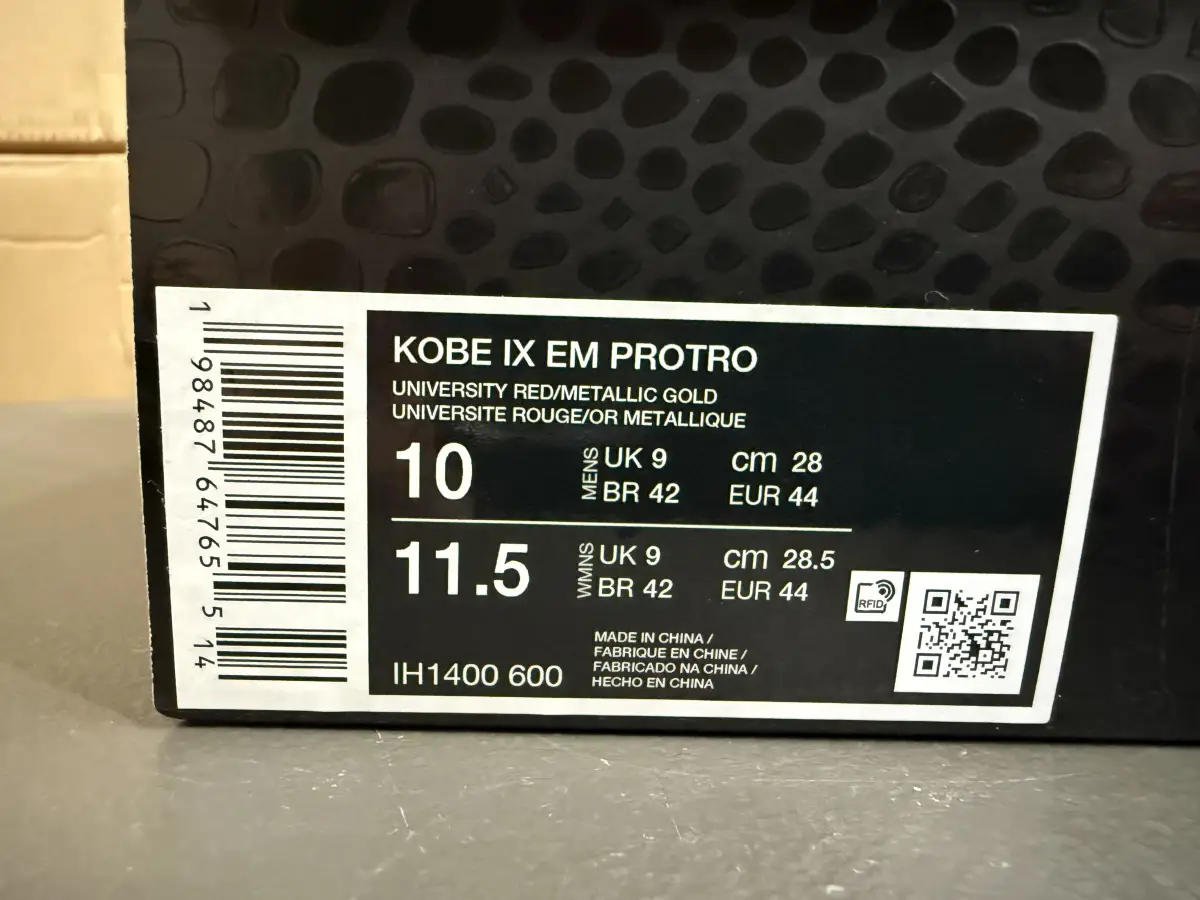 1 98487 64765 5 14
KOBE IX EM PROTRO
UNIVERSITY RED/METALLIC GOLD
UNIVERSITE ROUGE/OR METALLIQUE
10 MENS UK 9 cm 28
BR 42 EUR 44
11.5 WMNS UK 9 cm 28.5
BR 42 EUR 44
RFID
MADE IN CHINA /
FABRIQUE EN CHINE /
FABRICADO NA CHINA /
HECHO EN CHINA
IH1400 600